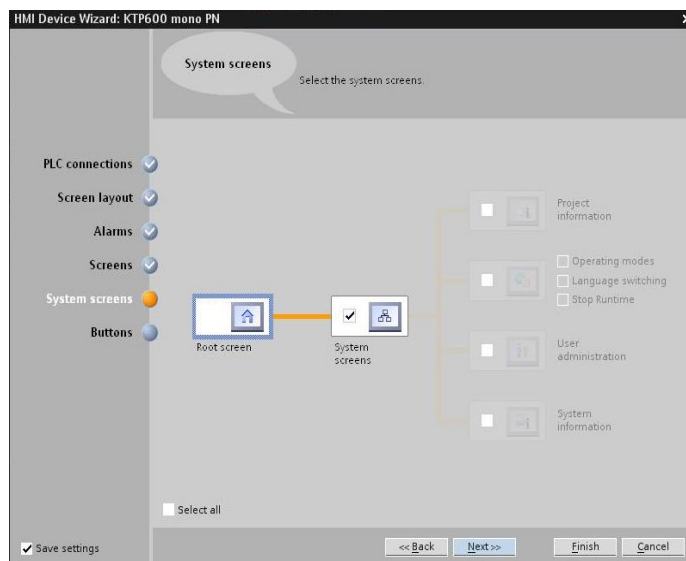 HMI Device Wizard: KTP600 mono PN
System screens
Select the system screens.
PLC connections
Screen layout
Alarms
Screens
System screens
Buttons
Root screen
System
screens
Project
information
Operating modes
Language switching
Stop Runtime
User
administration
System
information
Select all
Save settings
<< Back
Next >>
Finish
Cancel